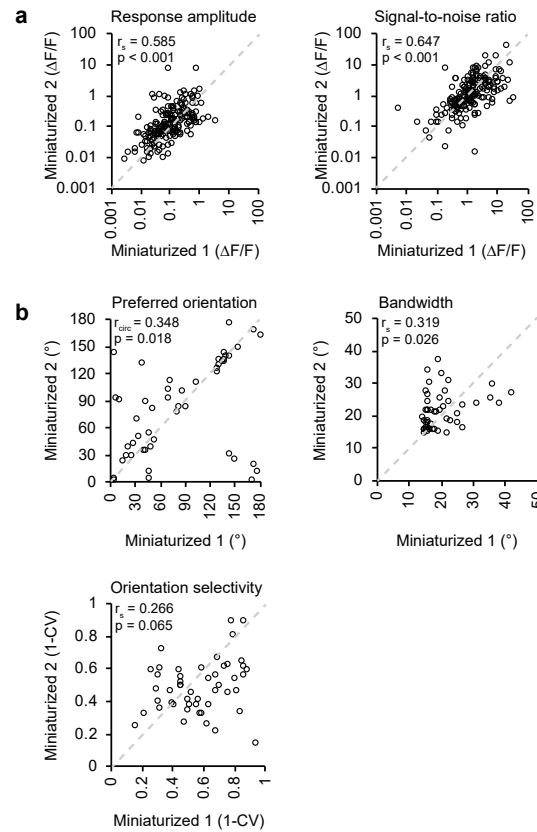 a
Response amplitude
r_s = 0.585
p < 0.001
Miniaturized 2 (ΔF/F)
100
10
1
0.1
0.01
0.001
0.001
0.01
0.1
1
10
100
Miniaturized 1 (ΔF/F)
Signal-to-noise ratio
r_s = 0.647
p < 0.001
Miniaturized 2 (ΔF/F)
100
10
1
0.1
0.01
0.001
0.001
0.01
0.1
1
10
100
Miniaturized 1 (ΔF/F)
b
Preferred orientation
r_circ = 0.348
p = 0.018
Miniaturized 2 (°)
180
150
120
90
60
30
0
0
30
60
90
120
150
180
Miniaturized 1 (°)
Bandwidth
r_s = 0.319
p = 0.026
Miniaturized 2 (°)
50
40
30
20
10
0
0
10
20
30
40
50
Miniaturized 1 (°)
Orientation selectivity
r_s = 0.266
p = 0.065
Miniaturized 2 (1-CV)
1
0.8
0.6
0.4
0.2
0
0
0.2
0.4
0.6
0.8
1
Miniaturized 1 (1-CV)